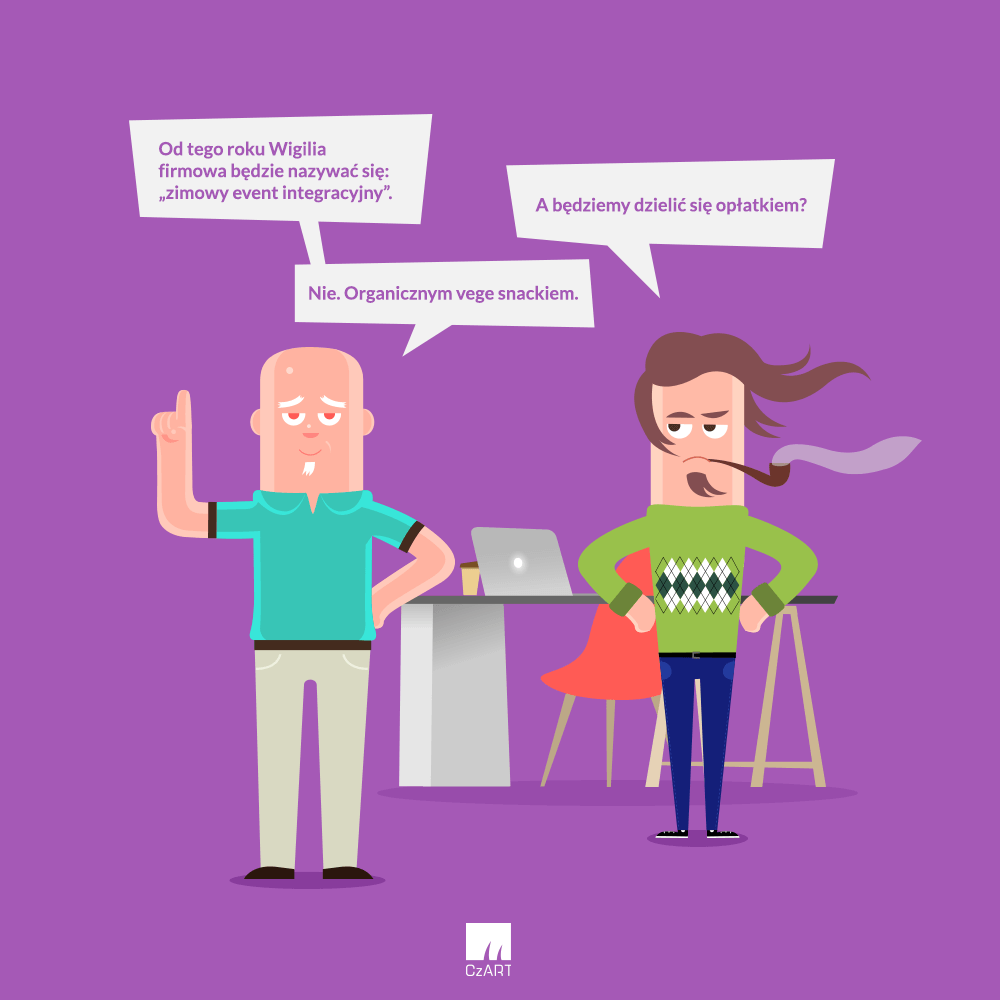 Od tego roku Wigilia
firmowa będzie nazywać się:
„zimowy event integracyjny”.
A będziemy dzielić się opłatkiem?
Nie. Organicznym vege snackiem.
CzART